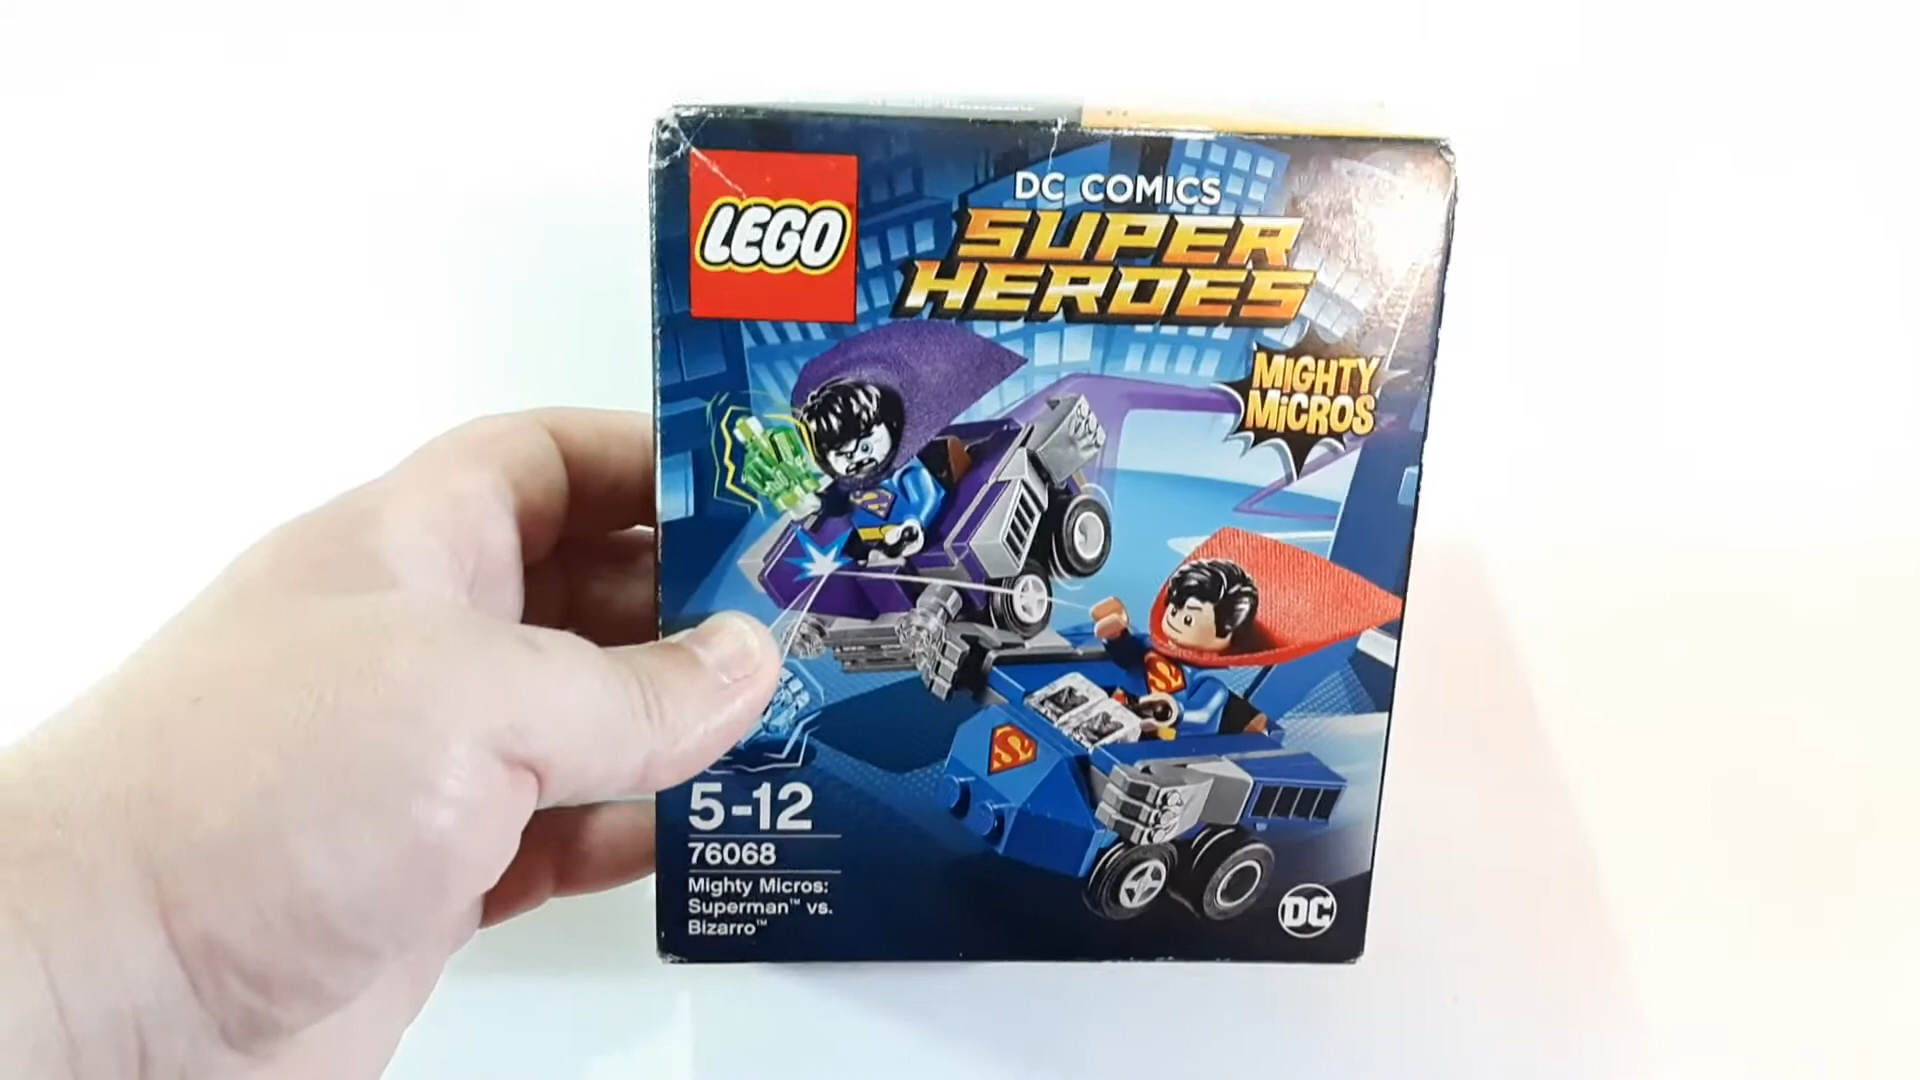 LEGO
DC COMICS
SUPER
HEROES
MIGHTY
MICROS
5-12
76068
Mighty Micros:
Superman™ vs.
Bizarro™
DC